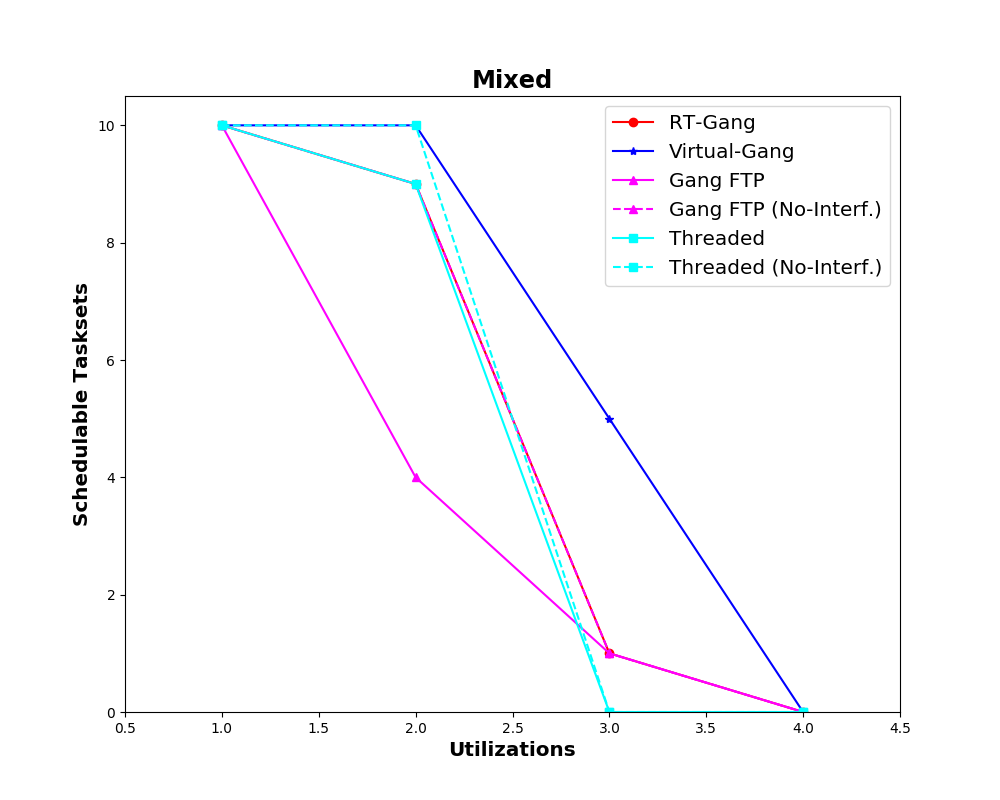 Mixed
RT-Gang
Virtual-Gang
Gang FTP
Gang FTP (No-Interf.)
Threaded
Threaded (No-Interf.)
Schedulable Tasksets
10
8
6
4
2
0
0.5 1.0 1.5 2.0 2.5 3.0 3.5 4.0 4.5
Utilizations